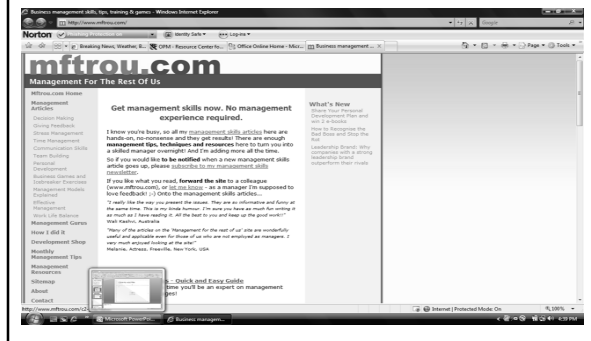 Business management skills, tips, training & games - Windows Internet Explorer
http://www.mftrou.com/
Google
Norton
Phishing Protection on
Identity Safe
Log-ins
Breaking News, Weather, B...
OPM - Resource Center fo...
Office Online Home - Micr...
Business management ...
Page
Tools
mftrou.com
Management For The Rest Of Us
Mftrou.com Home
Management
Articles
Decision Making
Giving Feedback
Stress Management
Time Management
Communication Skills
Team Building
Personal
Development
Business Games and
Icebreaker Exercises
Management Models
Explained
Effective
Management
Work Life Balance
Management Gurus
How I did it
Development Shop
Monthly
Management Tips
Management
Resources
Sitemap
About
Contact
Get management skills now. No management
experience required.
I know you're busy, so all my management skills articles here are
hands-on, no-nonsense and they get results! There are enough
management tips, techniques and resources here to turn you into
a skilled manager overnight! And I'm adding more all the time.
So if you would like to be notified when a new management skills
article goes up, please subscribe to my management skills
newsletter.
If you like what you read, forward the site to a colleague
(www.mftrou.com), or let me know - as a manager I'm supposed to
love feedback! ;-) Onto the management skills articles...
"I really like the way you present the issues. They are so informative and funny at
the same time. This is my kinda humor. I'm sure you have as much fun writing it
as much as I have reading it. All the best to you and keep up the good work!"
Wali Kashvi, Australia
"Many of the articles on the 'Management for the rest of us' site are wonderfully
useful and applicable even for those of us who are not employed as managers. I
very much enjoyed looking at the site!"
Melanie, Actress, Freeville, New York, USA
s - Quick and Easy Guide
time you'll be an expert on management
ges!
What's New
Share Your Personal
Development Plan and
win 2 e-books
How to Recognise the
Bad Boss and Stop the
Rot
Leadership Brand: Why
companies with a strong
leadership brand
outperform their rivals
Internet | Protected Mode: On
100%
Microsoft PowerPoi...
Business managem...
4:39 PM